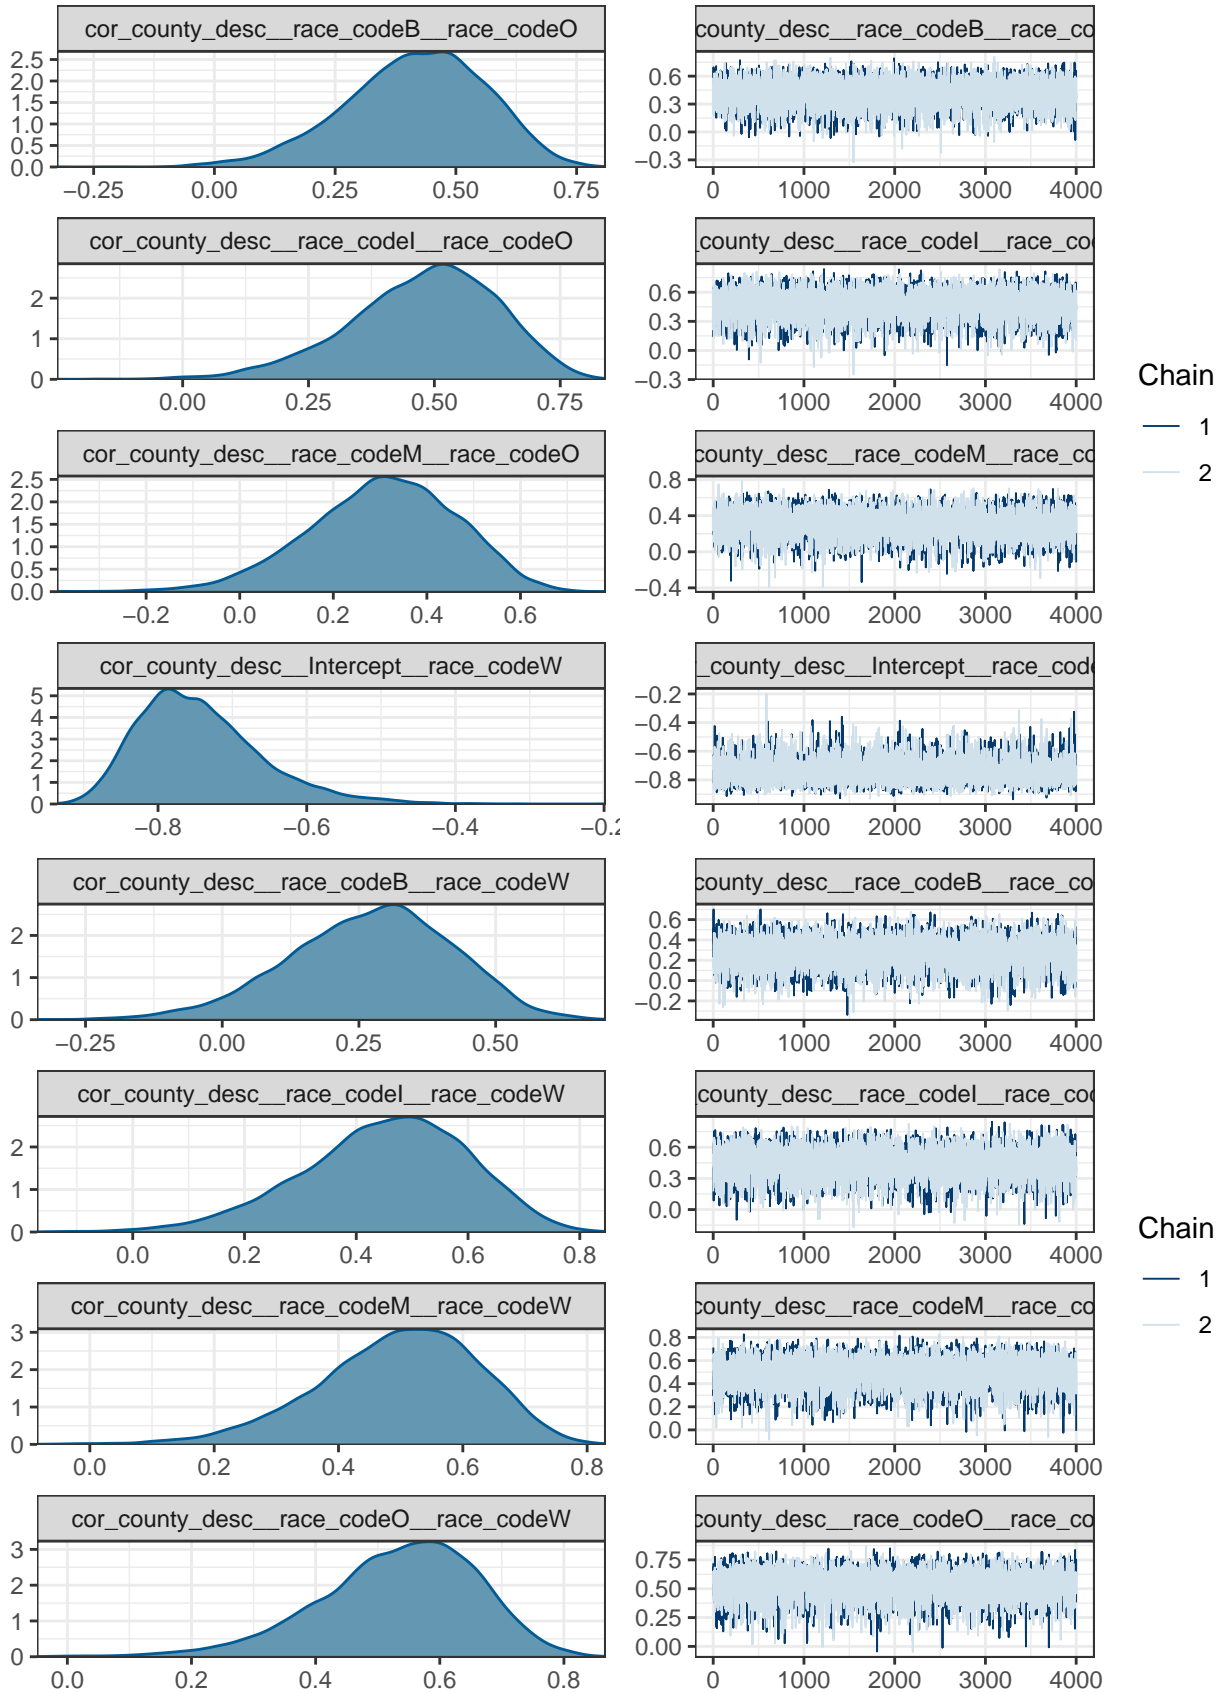 cor_county_desc__race_codeB__race_codeO
2.5
2.0
1.5
1.0
0.5
0.0
−0.25 0.00 0.25 0.50 0.75
county_desc__race_codeB__race_co
0.6
0.3
0.0
−0.3
0 1000 2000 3000 4000
cor_county_desc__race_codeI__race_codeO
2
1
0
0.00 0.25 0.50 0.75
_county_desc__race_codeI__race_cod
0.6
0.3
0.0
−0.3
0 1000 2000 3000 4000
cor_county_desc__race_codeM__race_codeO
2.5
2.0
1.5
1.0
0.5
0.0
−0.2 0.0 0.2 0.4 0.6
county_desc__race_codeM__race_co
0.8
0.4
0.0
−0.4
0 1000 2000 3000 4000
cor_county_desc__Intercept__race_codeW
5
4
3
2
1
0
−0.8 −0.6 −0.4 −0.2
_county_desc__Intercept__race_code
−0.2
−0.4
−0.6
−0.8
0 1000 2000 3000 4000
Chain
1
2
cor_county_desc__race_codeB__race_codeW
2
1
0
−0.25 0.00 0.25 0.50
county_desc__race_codeB__race_co
0.6
0.4
0.2
0.0
−0.2
0 1000 2000 3000 4000
cor_county_desc__race_codeI__race_codeW
2
1
0
0.0 0.2 0.4 0.6 0.8
_county_desc__race_codeI__race_cod
0.6
0.3
0.0
0 1000 2000 3000 4000
cor_county_desc__race_codeM__race_codeW
3
2
1
0
0.0 0.2 0.4 0.6 0.8
county_desc__race_codeM__race_co
0.8
0.6
0.4
0.2
0.0
0 1000 2000 3000 4000
cor_county_desc__race_codeO__race_codeW
3
2
1
0
0.0 0.2 0.4 0.6 0.8
county_desc__race_codeO__race_co
0.75
0.50
0.25
0.00
0 1000 2000 3000 4000
Chain
1
2